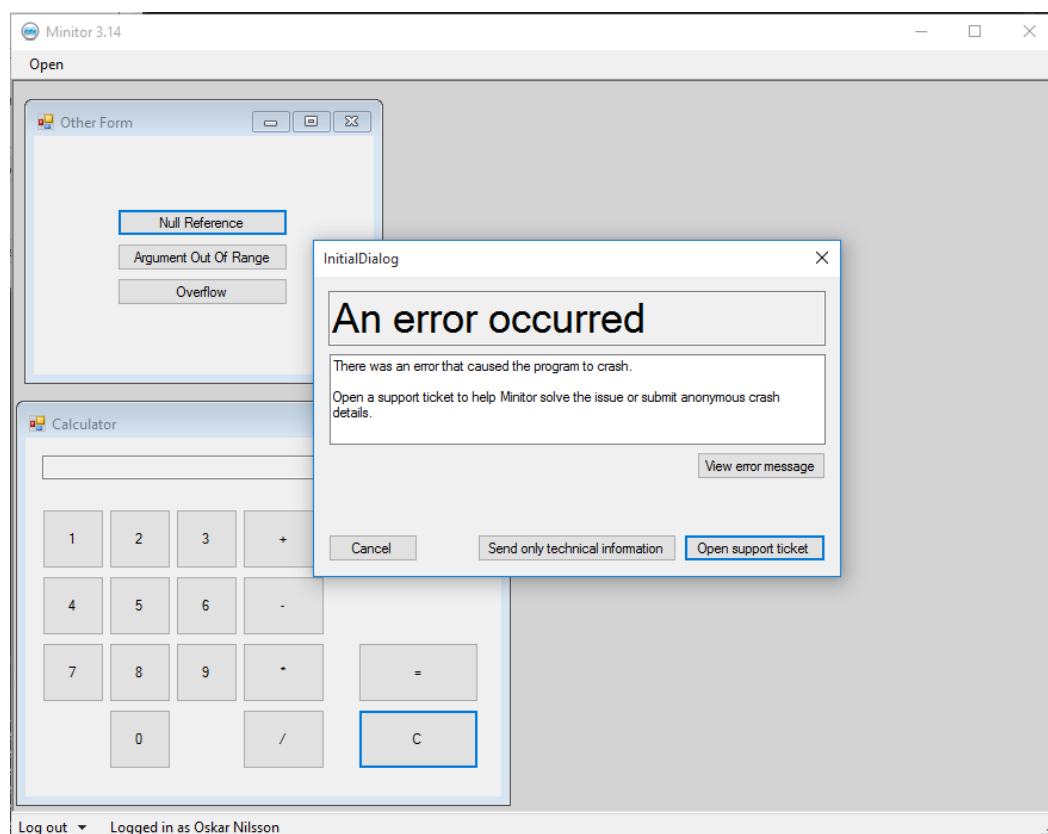 Minitor 3.14
Open
Other Form
Null Reference
Argument Out Of Range
Overflow
InitialDialog
An error occurred
There was an error that caused the program to crash.
Open a support ticket to help Minitor solve the issue or submit anonymous crash
details.
View error message
Cancel
Send only technical information
Open support ticket
Calculator
1 2 3 +
4 5 6 -
7 8 9 * =
0 / C
Log out Logged in as Oskar Nilsson